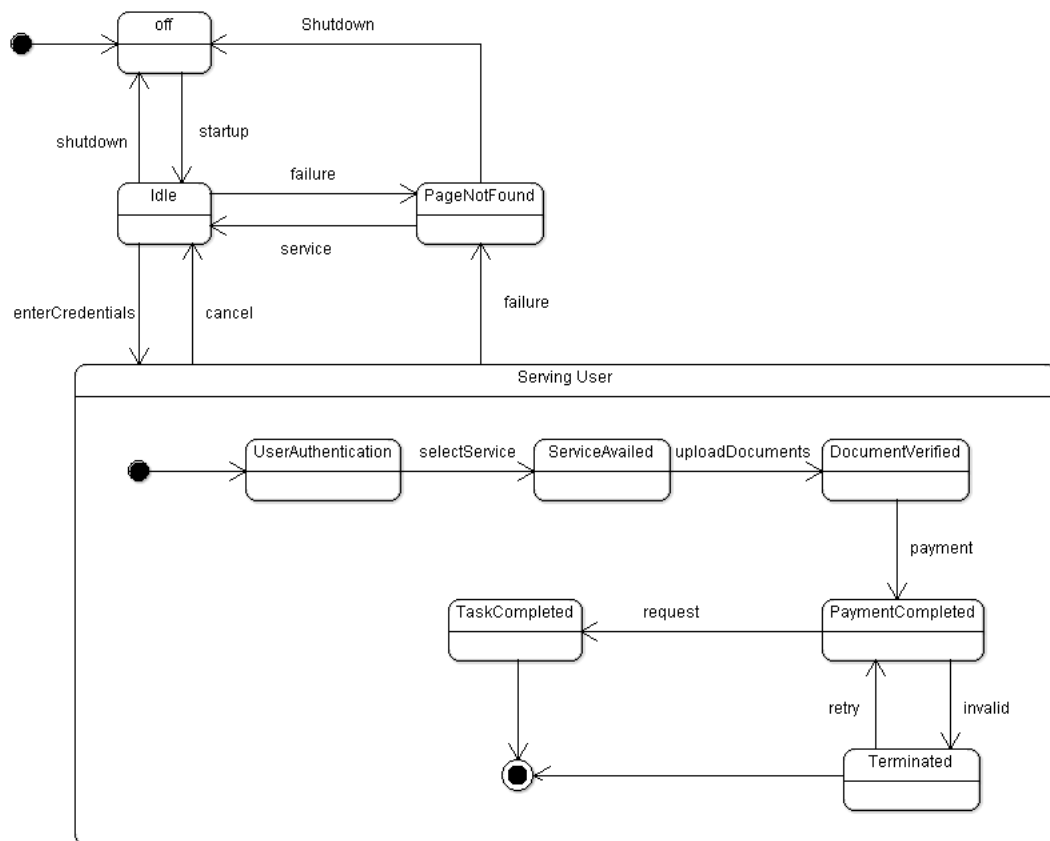 off
Shutdown
shutdown
startup
failure
Idle
PageNotFound
service
enterCredentials
cancel
failure
Serving User
UserAuthentication
selectService
ServiceAvailed
uploadDocuments
DocumentVerified
payment
TaskCompleted
request
PaymentCompleted
retry
invalid
Terminated